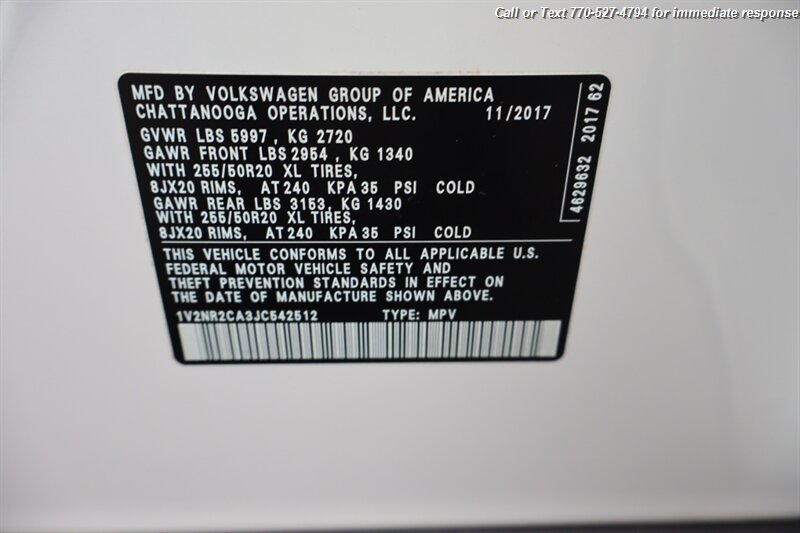 Call or Text 770-527-4794 for immediate response
MFD BY VOLKSWAGEN GROUP OF AMERICA
CHATTANOOGA OPERATIONS, LLC. 11/2017
GVWR LBS 5997 , KG 2720
GAWR FRONT LBS 2954 , KG 1340
WITH 255/50R20 XL TIRES,
8JX20 RIMS, AT 240 KPA 35 PSI COLD
GAWR REAR LBS 3153, KG 1430
WITH 255/50R20 XL TIRES,
8JX20 RIMS, AT 240 KPA 35 PSI COLD
THIS VEHICLE CONFORMS TO ALL APPLICABLE U.S.
FEDERAL MOTOR VEHICLE SAFETY AND
THEFT PREVENTION STANDARDS IN EFFECT ON
THE DATE OF MANUFACTURE SHOWN ABOVE.
1V2NR2CA3JC542512 TYPE: MPV
4629632 2017 62